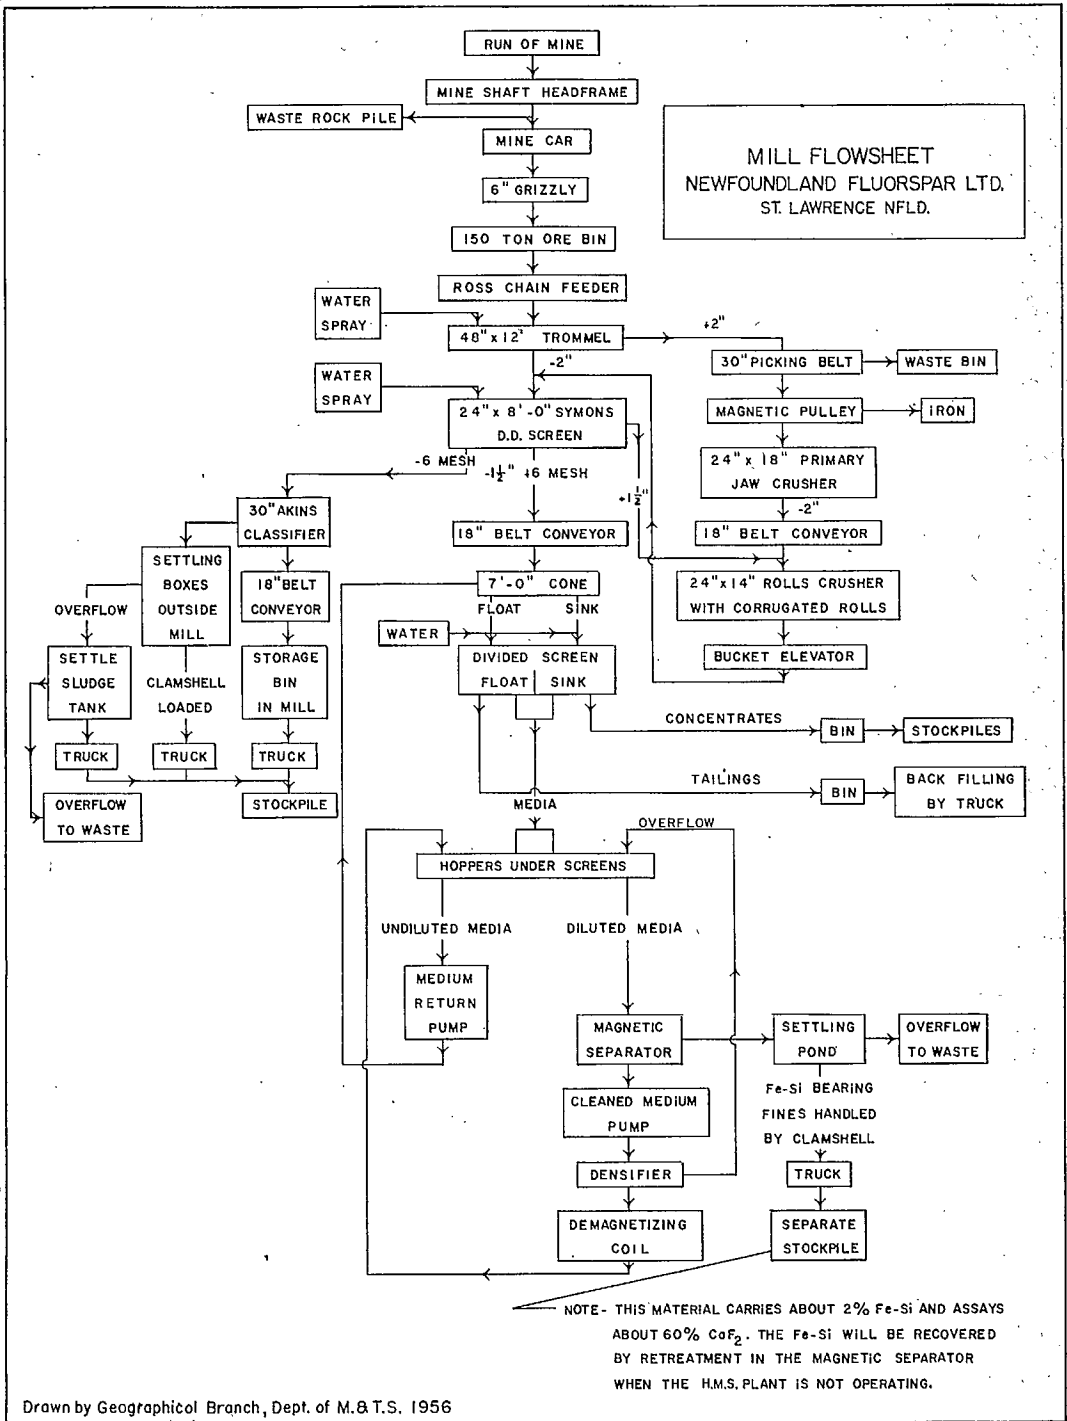 RUN OF MINE
MINE SHAFT HEADFRAME
WASTE ROCK PILE
MINE CAR
6" GRIZZLY
150 TON ORE BIN
ROSS CHAIN FEEDER
MILL FLOWSHEET
NEWFOUNDLAND FLUORSPAR LTD.
ST. LAWRENCE NFLD.
WATER
SPRAY
48" x 12' TROMMEL
+2"
-2"
30" PICKING BELT
WASTE BIN
WATER
SPRAY
24" x 8'-0" SYMONS
D.D. SCREEN
MAGNETIC PULLEY
IRON
-6 MESH
-1½" +6 MESH
+1½"
24" x 18" PRIMARY
JAW CRUSHER
-2"
30" AKINS
CLASSIFIER
18" BELT CONVEYOR
18" BELT CONVEYOR
SETTLING
BOXES
OUTSIDE
MILL
18" BELT
CONVEYOR
7'-0" CONE
FLOAT SINK
24" x 14" ROLLS CRUSHER
WITH CORRUGATED ROLLS
OVERFLOW
WATER
BUCKET ELEVATOR
SETTLE
SLUDGE
TANK
CLAMSHELL
LOADED
STORAGE
BIN
IN MILL
DIVIDED SCREEN
FLOAT SINK
CONCENTRATES
BIN
STOCKPILES
TRUCK
TRUCK
TRUCK
TAILINGS
BIN
BACK FILLING
BY TRUCK
OVERFLOW
TO WASTE
STOCKPILE
MEDIA
OVERFLOW
HOPPERS UNDER SCREENS
UNDILUTED MEDIA
DILUTED MEDIA
MEDIUM
RETURN
PUMP
MAGNETIC
SEPARATOR
SETTLING
POND
OVERFLOW
TO WASTE
CLEANED MEDIUM
PUMP
Fe-Si BEARING
FINES HANDLED
BY CLAMSHELL
DENSIFIER
TRUCK
DEMAGNETIZING
COIL
SEPARATE
STOCKPILE
NOTE- THIS MATERIAL CARRIES ABOUT 2% Fe-Si AND ASSAYS
ABOUT 60% CaF₂. THE Fe-Si WILL BE RECOVERED
BY RETREATMENT IN THE MAGNETIC SEPARATOR
WHEN THE H.M.S. PLANT IS NOT OPERATING.
Drawn by Geographical Branch, Dept. of M.& T.S. 1956